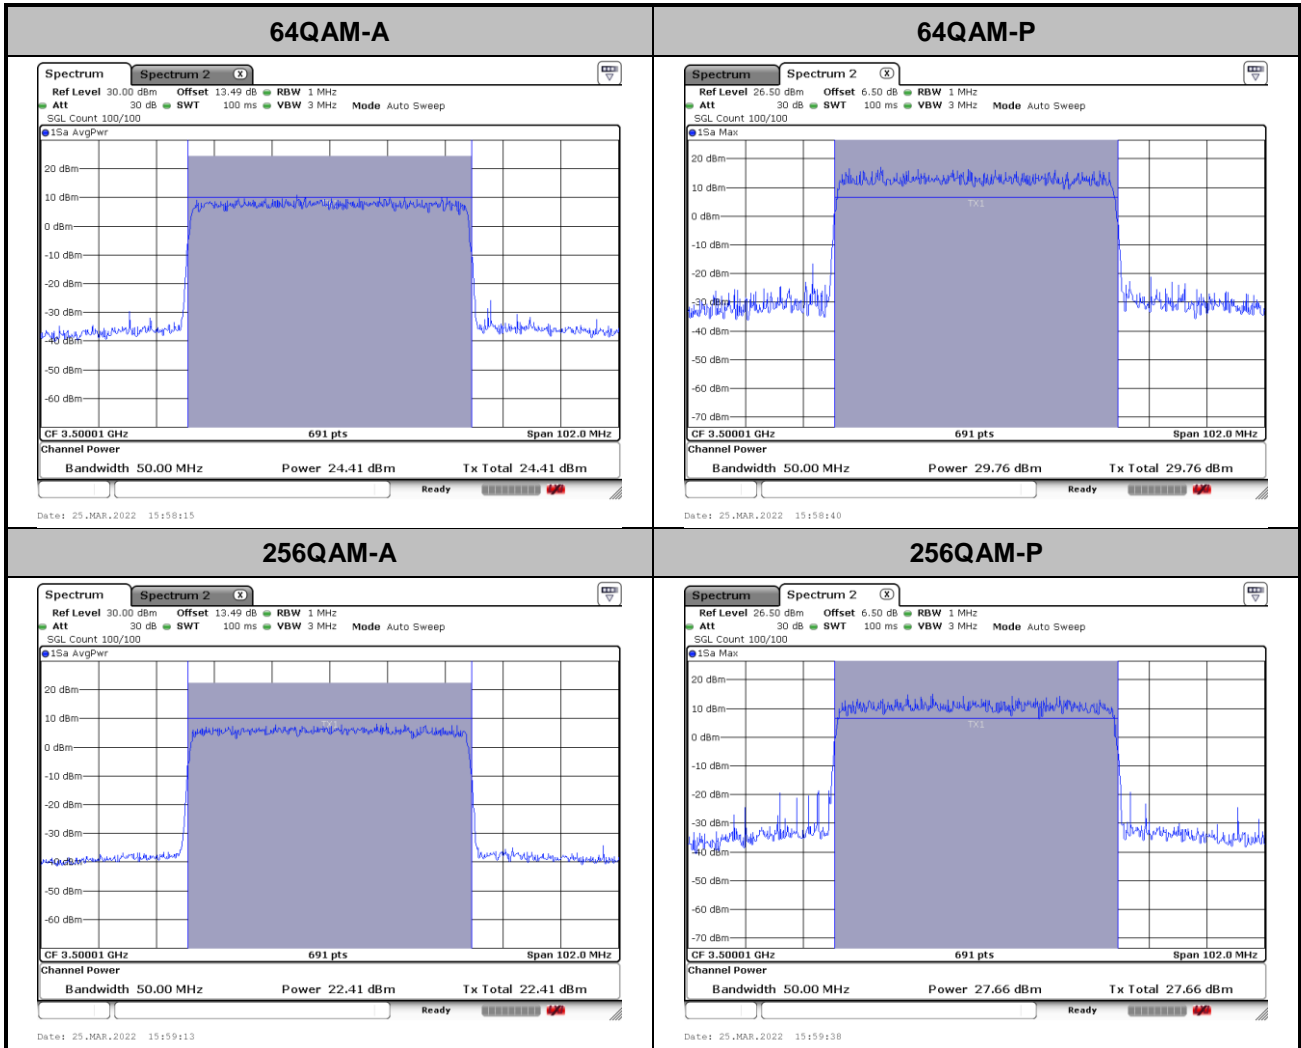 64QAM-A
Spectrum Spectrum 2 X
Ref Level 30.00 dBm Offset 13.49 dB RBW 1 MHz
Att 30 dB SWT 100 ms VBW 3 MHz Mode Auto Sweep
SGL Count 100/100
1Sa AvgPwr
20 dBm
10 dBm
0 dBm
-10 dBm
-20 dBm
-30 dBm
-40 dBm
-50 dBm
-60 dBm
CF 3.50001 GHz 691 pts Span 102.0 MHz
Channel Power
Bandwidth 50.00 MHz Power 24.41 dBm Tx Total 24.41 dBm
Ready
Date: 25.MAR.2022 15:58:15
64QAM-P
Spectrum Spectrum 2 X
Ref Level 26.50 dBm Offset 6.50 dB RBW 1 MHz
Att 30 dB SWT 100 ms VBW 3 MHz Mode Auto Sweep
SGL Count 100/100
1Sa Max
20 dBm
10 dBm
TX1
0 dBm
-10 dBm
-20 dBm
-30 dBm
-40 dBm
-50 dBm
-60 dBm
-70 dBm
CF 3.50001 GHz 691 pts Span 102.0 MHz
Channel Power
Bandwidth 50.00 MHz Power 29.76 dBm Tx Total 29.76 dBm
Ready
Date: 25.MAR.2022 15:58:40
256QAM-A
Spectrum Spectrum 2 X
Ref Level 30.00 dBm Offset 13.49 dB RBW 1 MHz
Att 30 dB SWT 100 ms VBW 3 MHz Mode Auto Sweep
SGL Count 100/100
1Sa AvgPwr
20 dBm
10 dBm
TX1
0 dBm
-10 dBm
-20 dBm
-30 dBm
-40 dBm
-50 dBm
-60 dBm
CF 3.50001 GHz 691 pts Span 102.0 MHz
Channel Power
Bandwidth 50.00 MHz Power 22.41 dBm Tx Total 22.41 dBm
Ready
Date: 25.MAR.2022 15:59:13
256QAM-P
Spectrum Spectrum 2 X
Ref Level 26.50 dBm Offset 6.50 dB RBW 1 MHz
Att 30 dB SWT 100 ms VBW 3 MHz Mode Auto Sweep
SGL Count 100/100
1Sa Max
20 dBm
10 dBm
TX1
0 dBm
-10 dBm
-20 dBm
-30 dBm
-40 dBm
-50 dBm
-60 dBm
-70 dBm
CF 3.50001 GHz 691 pts Span 102.0 MHz
Channel Power
Bandwidth 50.00 MHz Power 27.66 dBm Tx Total 27.66 dBm
Ready
Date: 25.MAR.2022 15:59:38